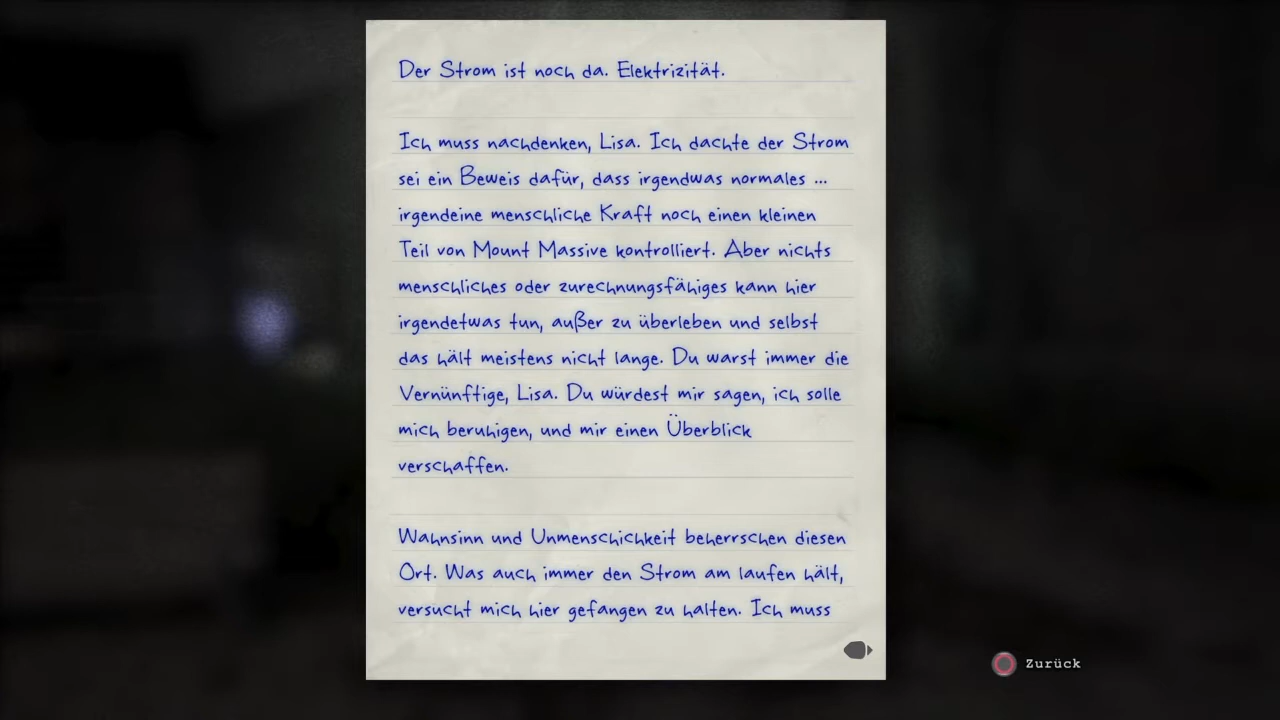 Der Strom ist noch da. Elektrizität.
Ich muss nachdenken, Lisa. Ich dachte der Strom
sei ein Beweis dafür, dass irgendwas normales ...
irgendeine menschliche Kraft noch einen kleinen
Teil von Mount Massive kontrolliert. Aber nichts
menschliches oder zurechnungsfähiges kann hier
irgendetwas tun, außer zu überleben und selbst
das hält meistens nicht lange. Du warst immer die
Vernünftige, Lisa. Du würdest mir sagen, ich solle
mich beruhigen, und mir einen Überblick
verschaffen.
Wahnsinn und Unmenschichkeit beherrschen diesen
Ort. Was auch immer den Strom am laufen hält,
versucht mich hier gefangen zu halten. Ich muss
Zurück